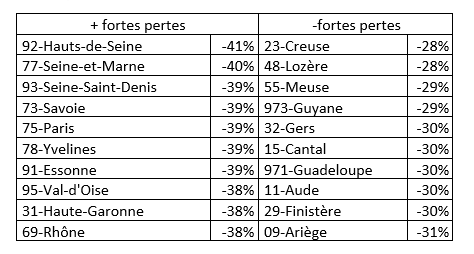 + fortes pertes -fortes pertes
92-Hauts-de-Seine -41% 23-Creuse -28%
77-Seine-et-Marne -40% 48-Lozère -28%
93-Seine-Saint-Denis -39% 55-Meuse -29%
73-Savoie -39% 973-Guyane -29%
75-Paris -39% 32-Gers -30%
78-Yvelines -39% 15-Cantal -30%
91-Essonne -39% 971-Guadeloupe -30%
95-Val-d'Oise -38% 11-Aude -30%
31-Haute-Garonne -38% 29-Finistère -30%
69-Rhône -38% 09-Ariège -31%